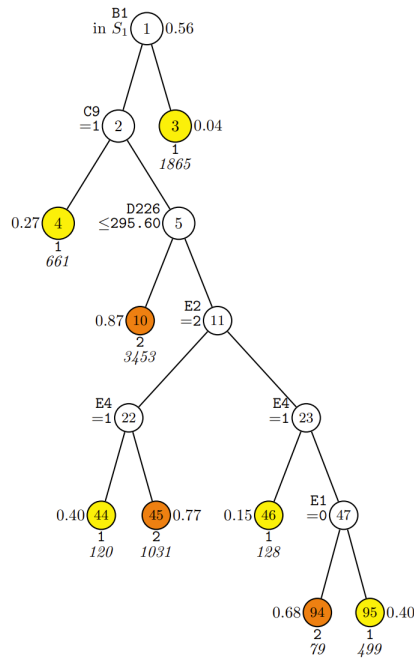 B1
in S1 1 0.56
C9
=1 2 3 0.04
1
1865
D226
0.27 4 ≤295.60 5
1
661
E2
0.87 10 =2 11
2
3453
E4 E4
=1 22 =1 23
E1
0.40 44 45 0.77 0.15 46 =0 47
1 2 1
120 1031 128
0.68 94 95 0.40
2 1
79 499